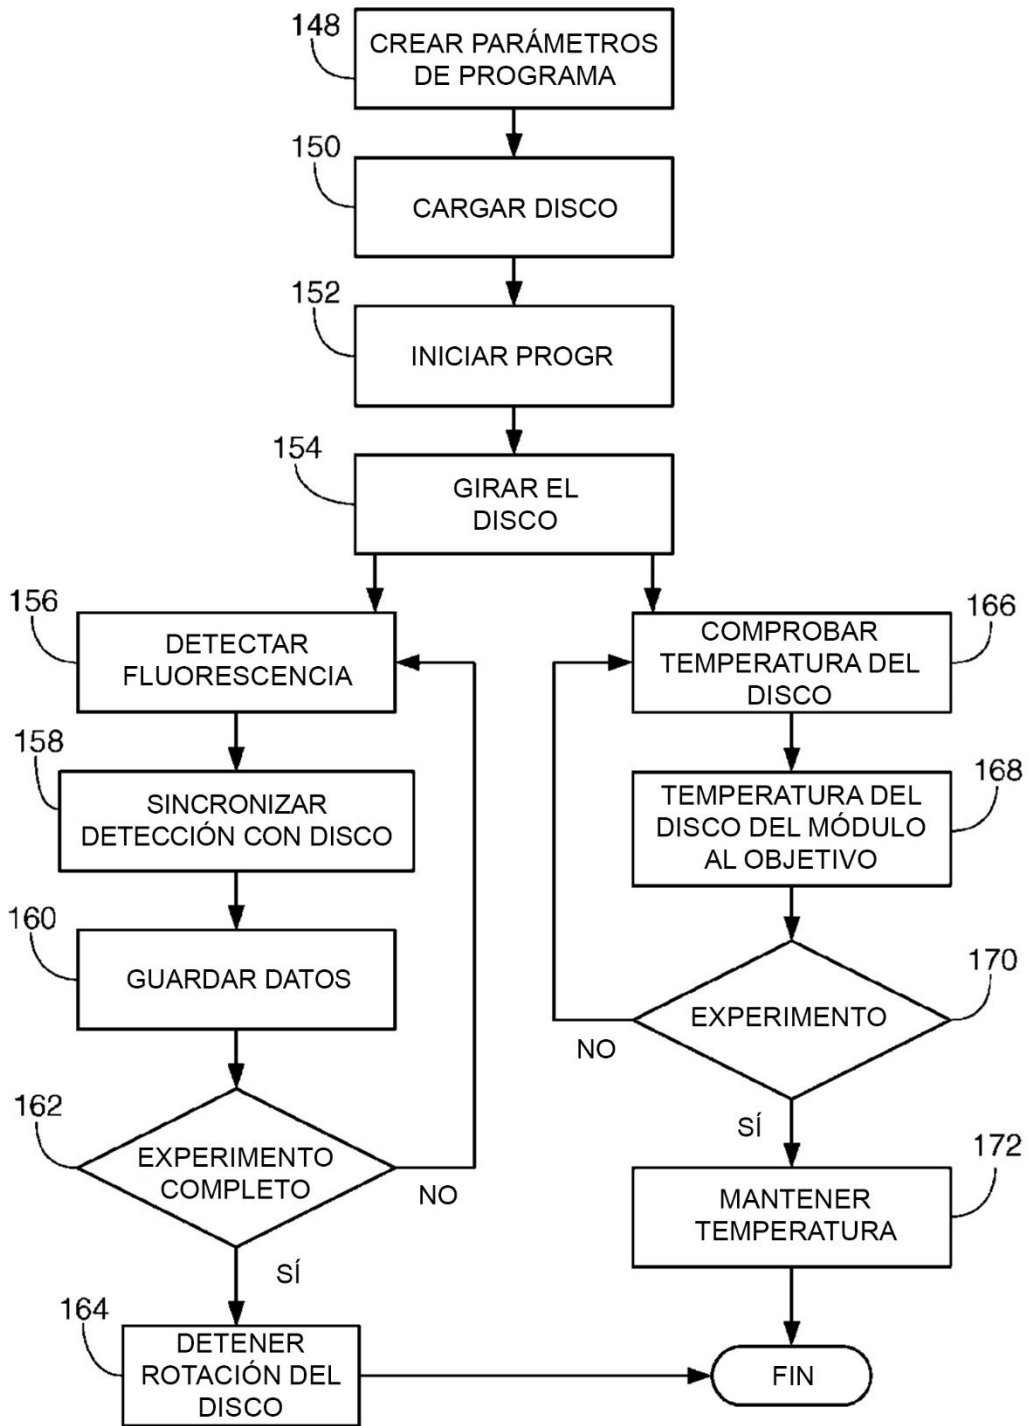 148
CREAR PARÁMETROS
DE PROGRAMA
150
CARGAR DISCO
152
INICIAR PROGR
154
GIRAR EL
DISCO
156
DETECTAR
FLUORESCENCIA
158
SINCRONIZAR
DETECCIÓN CON DISCO
160
GUARDAR DATOS
162
EXPERIMENTO
COMPLETO
NO
SÍ
164
DETENER
ROTACIÓN DEL
DISCO
166
COMPROBAR
TEMPERATURA DEL
DISCO
168
TEMPERATURA DEL
DISCO DEL MÓDULO
AL OBJETIVO
170
EXPERIMENTO
NO
SÍ
172
MANTENER
TEMPERATURA
FIN